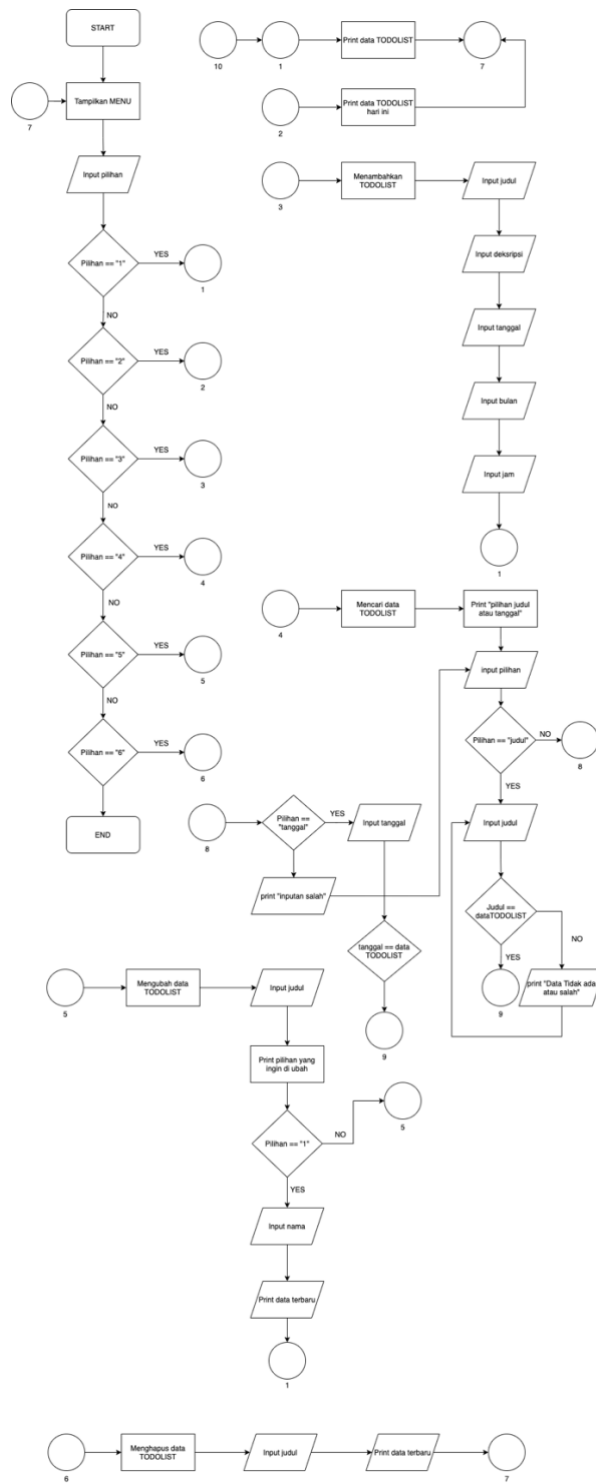 START
7
Tampilkan MENU
Input pilihan
Pilihan == "1"
YES
1
NO
Pilihan == "2"
YES
2
NO
Pilihan == "3"
YES
3
NO
Pilihan == "4"
YES
4
NO
Pilihan == "5"
YES
5
NO
Pilihan == "6"
YES
6
END
10
1
Print data TODOLIST
7
2
Print data TODOLIST
hari ini
3
Menambahkan
TODOLIST
Input judul
Input deksripsi
Input tanggal
Input bulan
Input jam
1
4
Mencari data
TODOLIST
Print "pilihan judul
atau tanggal"
input pilihan
Pilihan == "judul"
NO
8
YES
Input judul
Judul ==
dataTODOLIST
NO
YES
9
print "Data Tidak ada
atau salah"
8
Pilihan ==
"tanggal"
YES
Input tanggal
print "inputan salah"
tanggal == data
TODOLIST
9
5
Mengubah data
TODOLIST
Input judul
Print pilihan yang
ingin di ubah
Pilihan == "1"
NO
5
YES
Input nama
Print data terbaru
1
6
Menghapus data
TODOLIST
Input judul
Print data terbaru
7